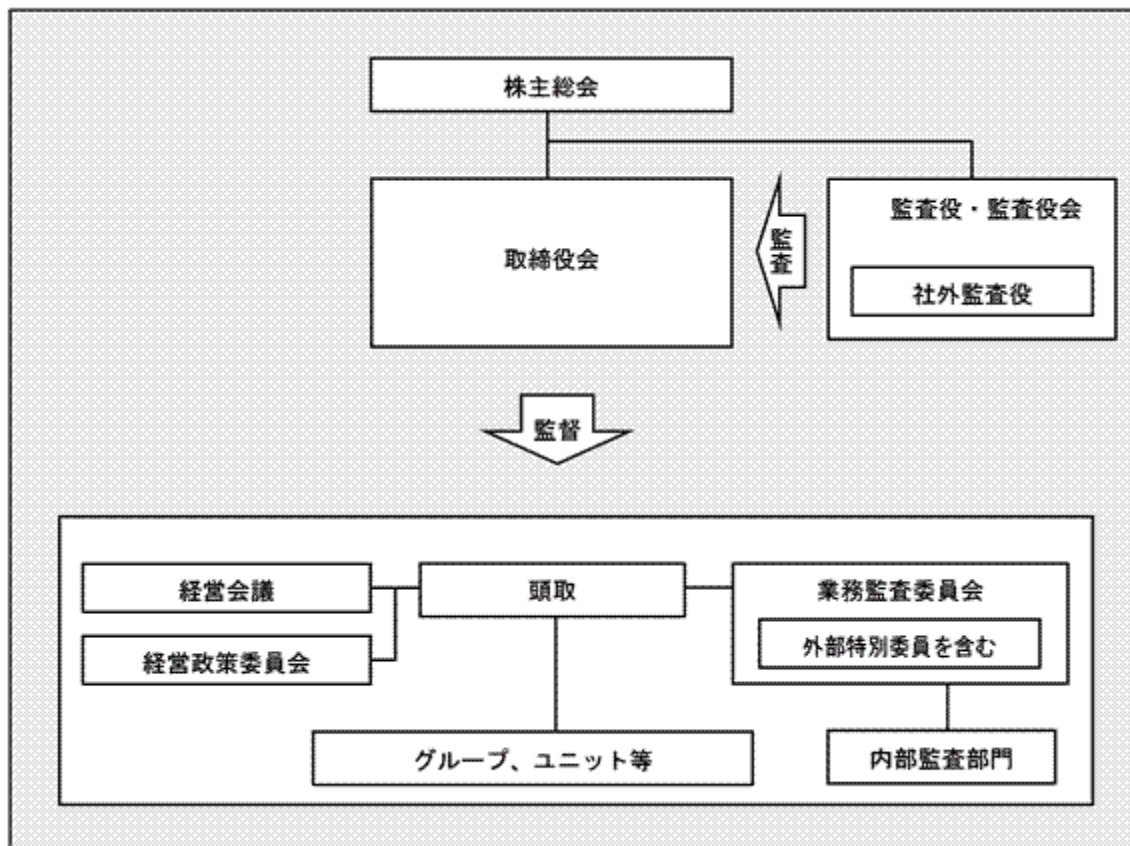 株主総会
取締役会
監査
監査役・監査役会
社外監査役
監督
経営会議
頭取
業務監査委員会
外部特別委員を含む
経営政策委員会
グループ、ユニット等
内部監査部門